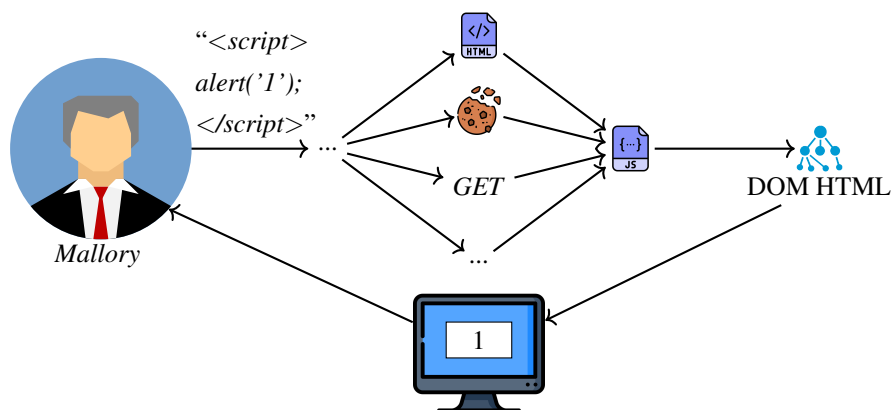 “<script>
alert('1');
</script>”
</>
HTML
...
{...}
JS
GET
DOM HTML
Mallory
...
1